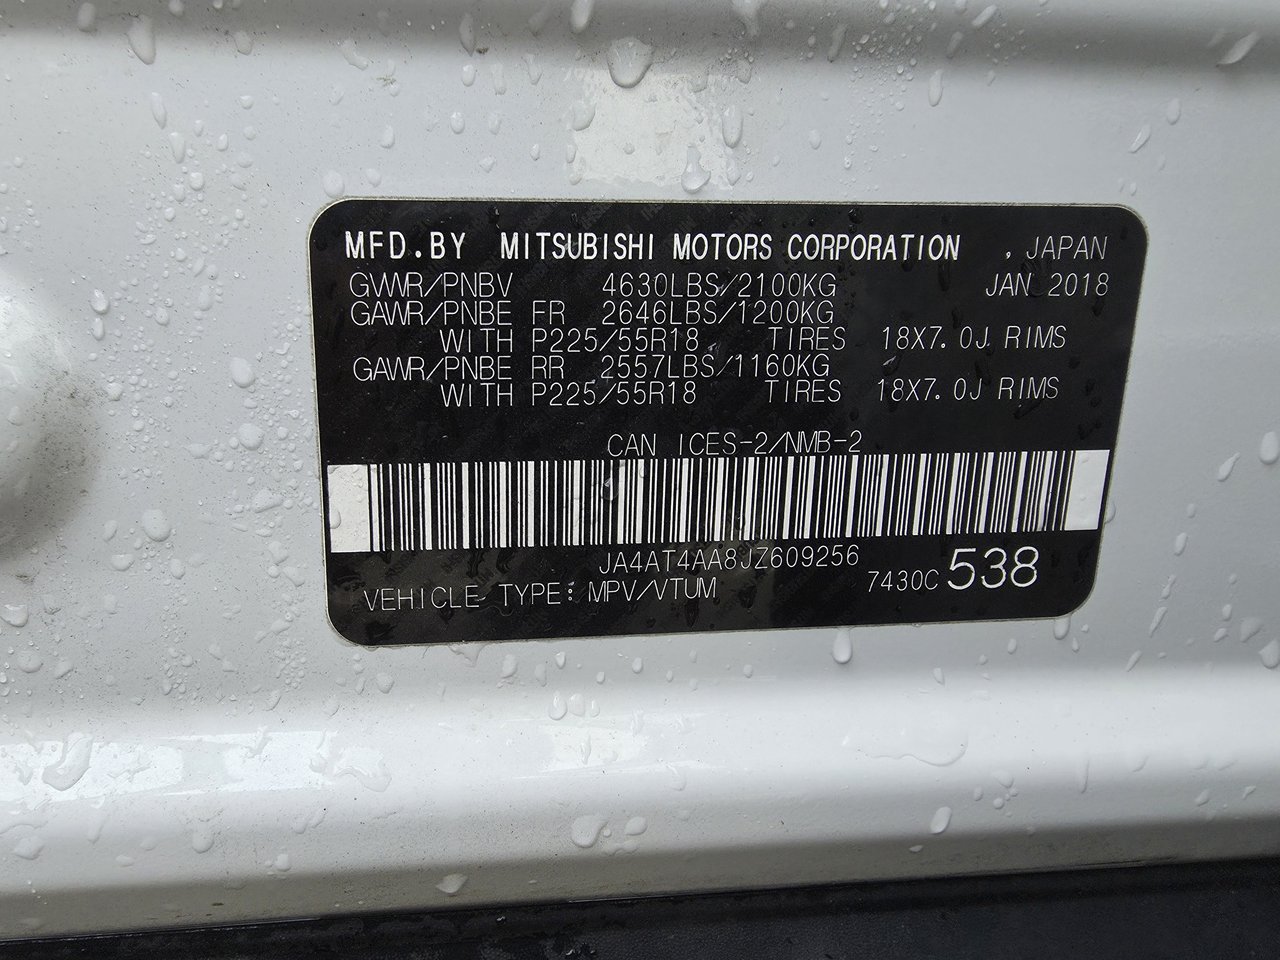 MFD.BY MITSUBISHI MOTORS CORPORATION , JAPAN
GVWR/PNBV 4630LBS/2100KG JAN 2018
GAWR/PNBE FR 2646LBS/1200KG
WITH P225/55R18 TIRES 18X7.0J RIMS
GAWR/PNBE RR 2557LBS/1160KG
WITH P225/55R18 TIRES 18X7.0J RIMS
CAN ICES-2/NMB-2
JA4AT4AA8JZ609256
VEHICLE TYPE: MPV/VTUM 7430C 538